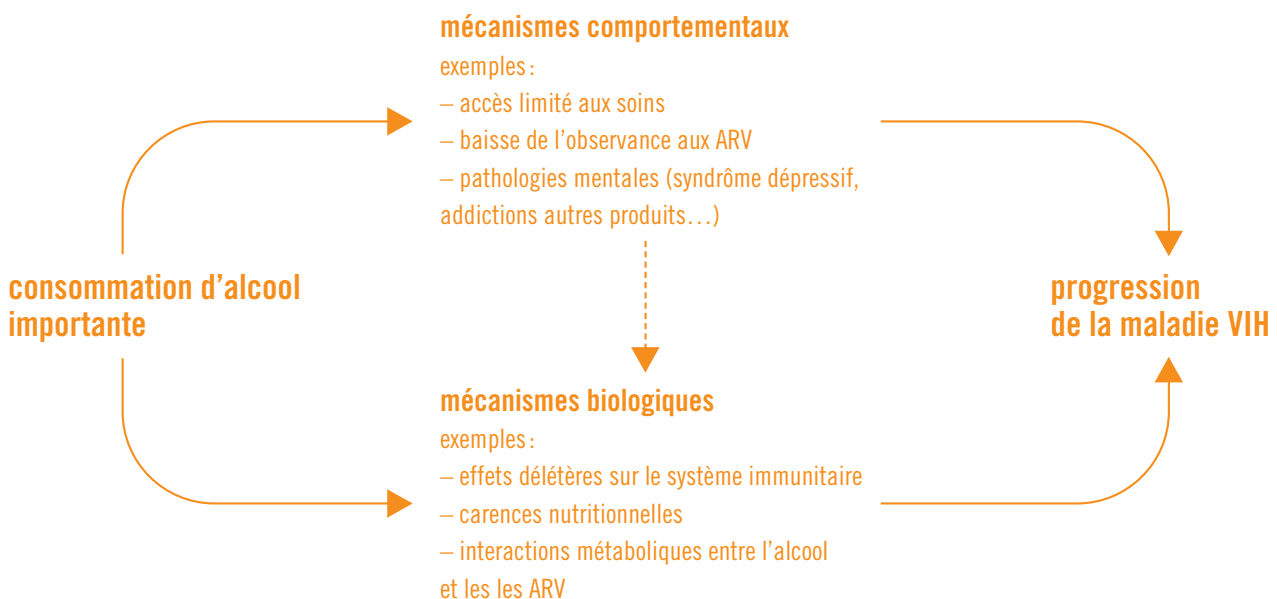 mécanismes comportementaux
exemples :
– accès limité aux soins
– baisse de l’observance aux ARV
– pathologies mentales (syndrôme dépressif,
addictions autres produits…)
consommation d’alcool
importante
progression
de la maladie VIH
mécanismes biologiques
exemples :
– effets délétères sur le système immunitaire
– carences nutritionnelles
– interactions métaboliques entre l’alcool
et les les ARV